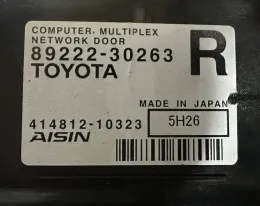 COMPUTER, MULTIPLEX
NETWORK DOOR
89222-30263
TOYOTA
R
MADE IN JAPAN
414812-10323
5H26
AISIN